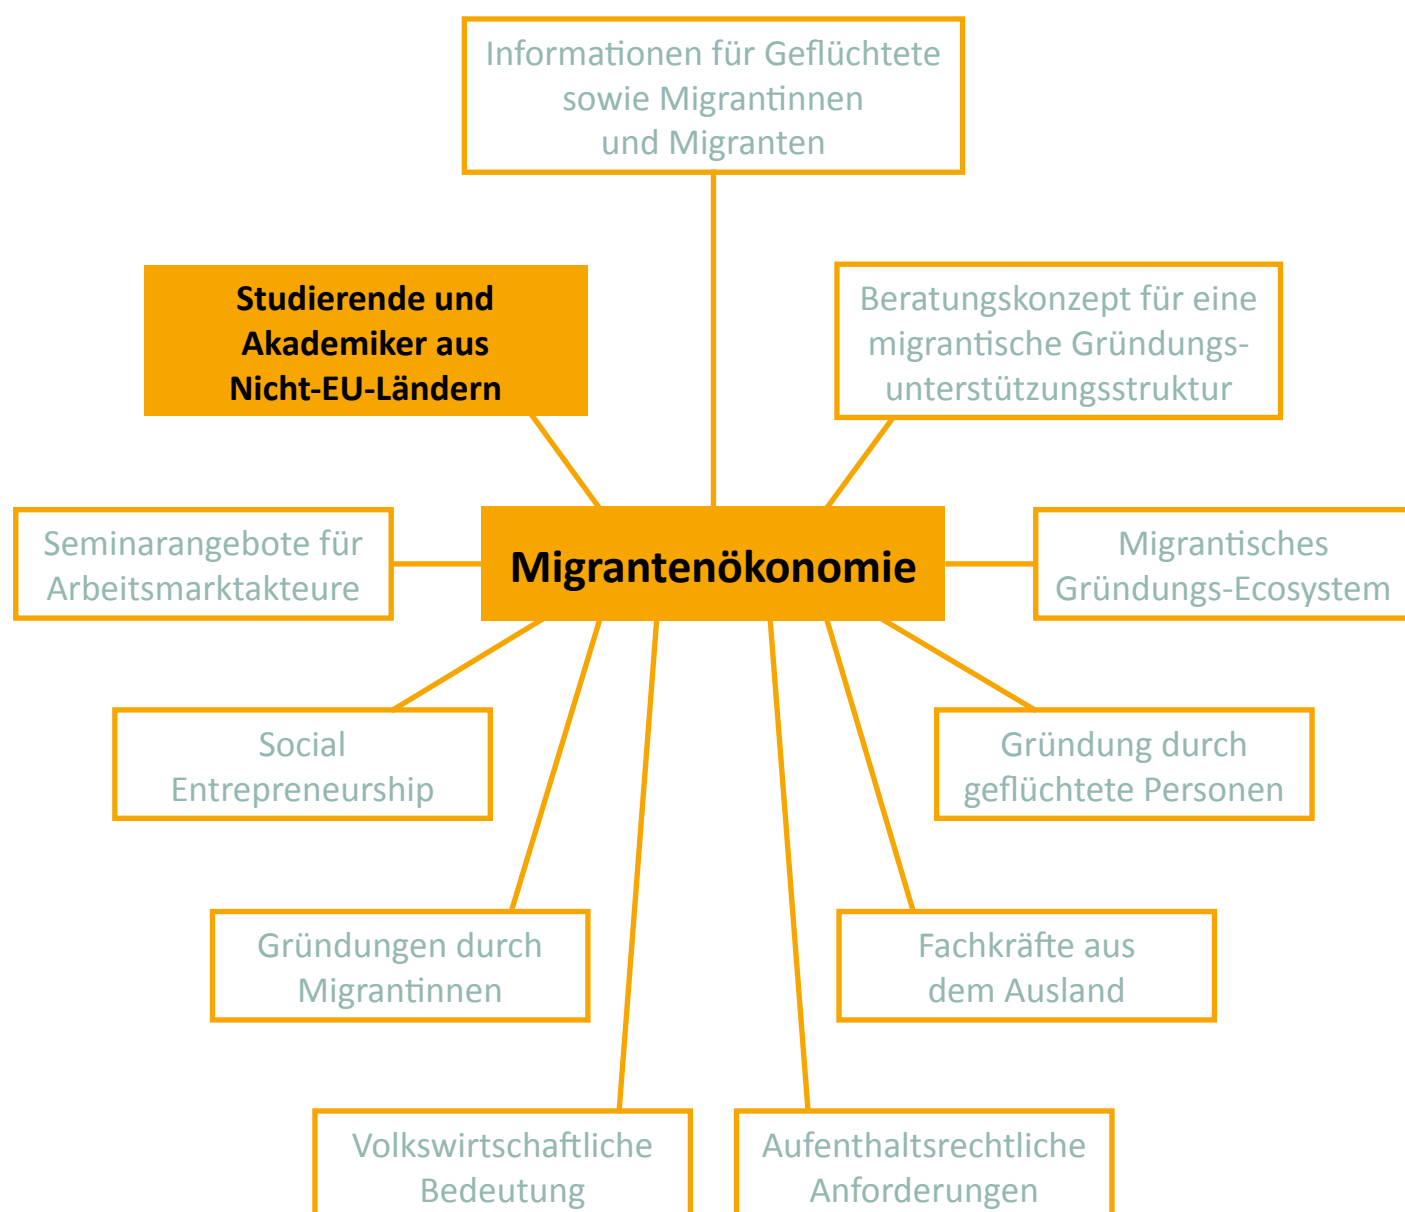 Informationen für Geflüchtete
sowie Migrantinnen
und Migranten
Studierende und
Akademiker aus
Nicht-EU-Ländern
Beratungskonzept für eine
migrantische Gründungs-
unterstützungsstruktur
Seminarangebote für
Arbeitsmarktakteure
Migrantenökonomie
Migrantisches
Gründungs-Ecosystem
Social
Entrepreneurship
Gründung durch
geflüchtete Personen
Gründungen durch
Migrantinnen
Fachkräfte aus
dem Ausland
Volkswirtschaftliche
Bedeutung
Aufenthaltsrechtliche
Anforderungen